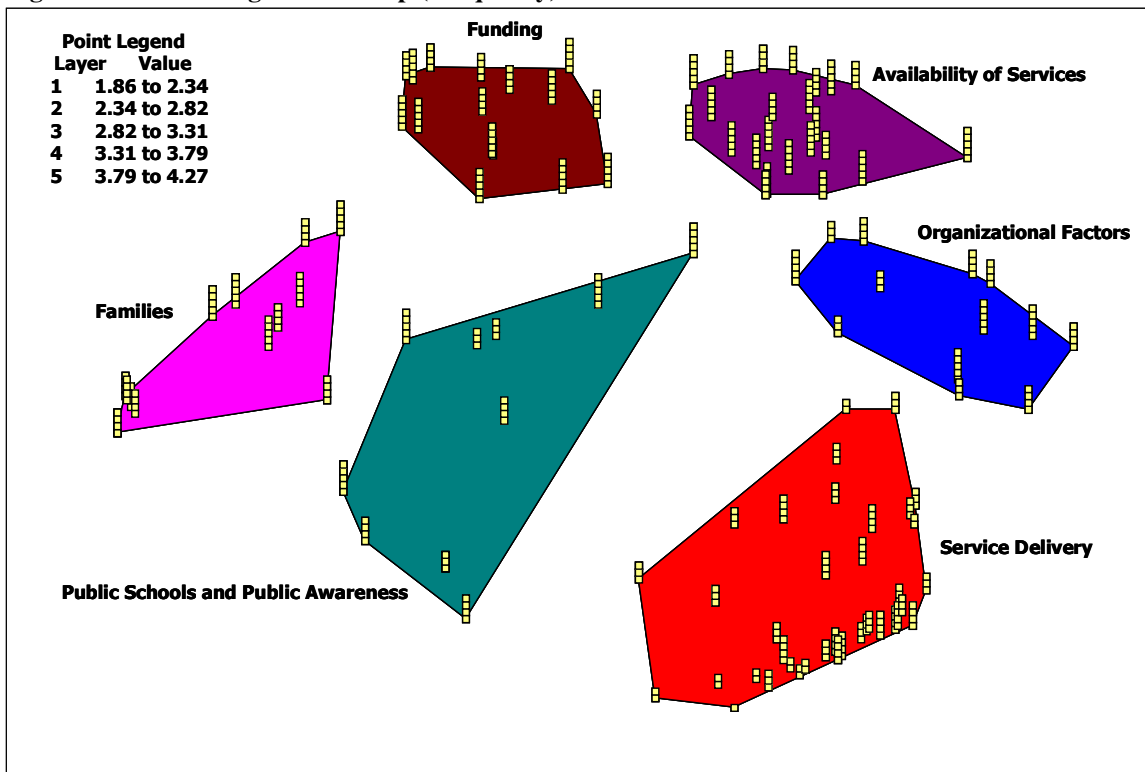 Funding
Point Legend
Layer Value
1 1.86 to 2.34
2 2.34 to 2.82
3 2.82 to 3.31
4 3.31 to 3.79
5 3.79 to 4.27
Availability of Services
Organizational Factors
Families
Service Delivery
Public Schools and Public Awareness